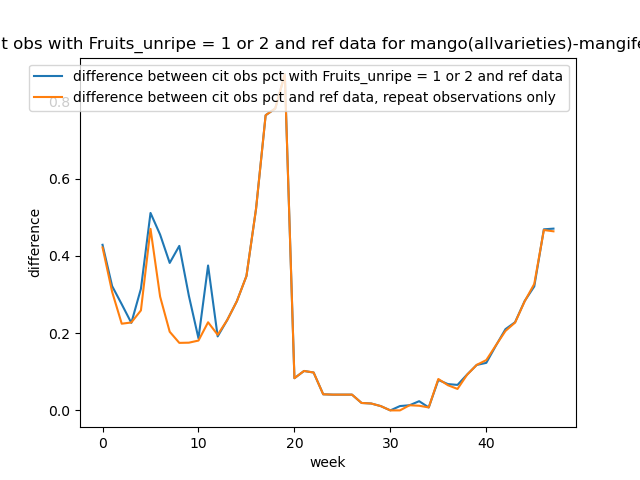 t obs with Fruits_unripe = 1 or 2 and ref data for mango(allvarieties)-mangife
difference between cit obs pct with Fruits_unripe = 1 or 2 and ref data
difference between cit obs pct and ref data, repeat observations only
0.8
0.6
0.4
0.2
0.0
difference
0 10 20 30 40
week